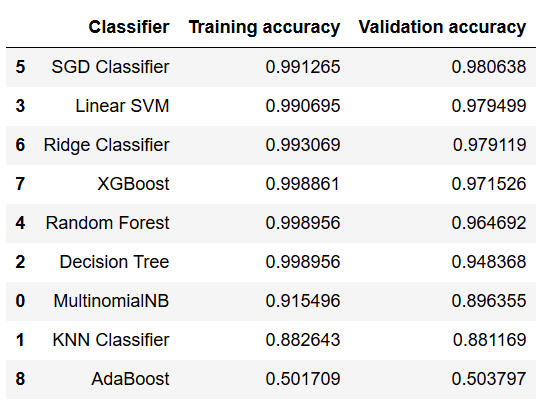 Classifier Training accuracy Validation accuracy
5 SGD Classifier 0.991265 0.980638
3 Linear SVM 0.990695 0.979499
6 Ridge Classifier 0.993069 0.979119
7 XGBoost 0.998861 0.971526
4 Random Forest 0.998956 0.964692
2 Decision Tree 0.998956 0.948368
0 MultinomialNB 0.915496 0.896355
1 KNN Classifier 0.882643 0.881169
8 AdaBoost 0.501709 0.503797